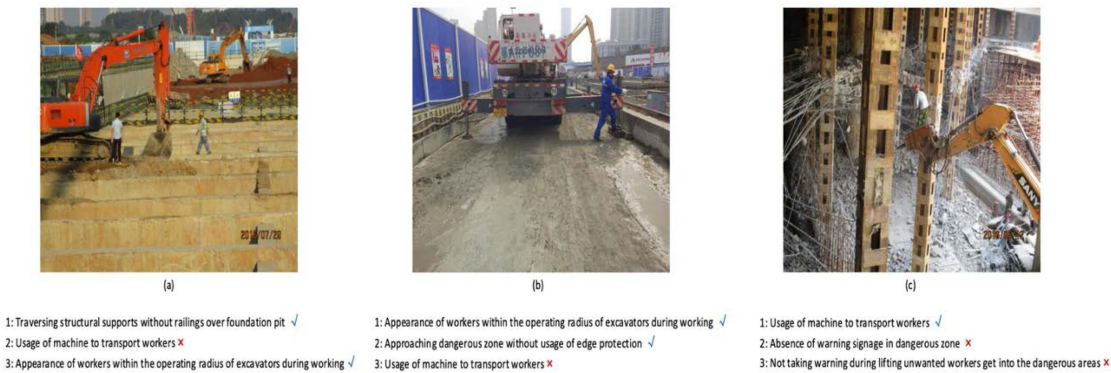 2019/07/28
SANY
(a)
(b)
(c)
1: Traversing structural supports without railings over foundation pit √
2: Usage of machine to transport workers ×
3: Appearance of workers within the operating radius of excavators during working √
1: Appearance of workers within the operating radius of excavators during working √
2: Approaching dangerous zone without usage of edge protection √
3: Usage of machine to transport workers ×
1: Usage of machine to transport workers √
2: Absence of warning signage in dangerous zone ×
3: Not taking warning during lifting unwanted workers get into the dangerous areas ×